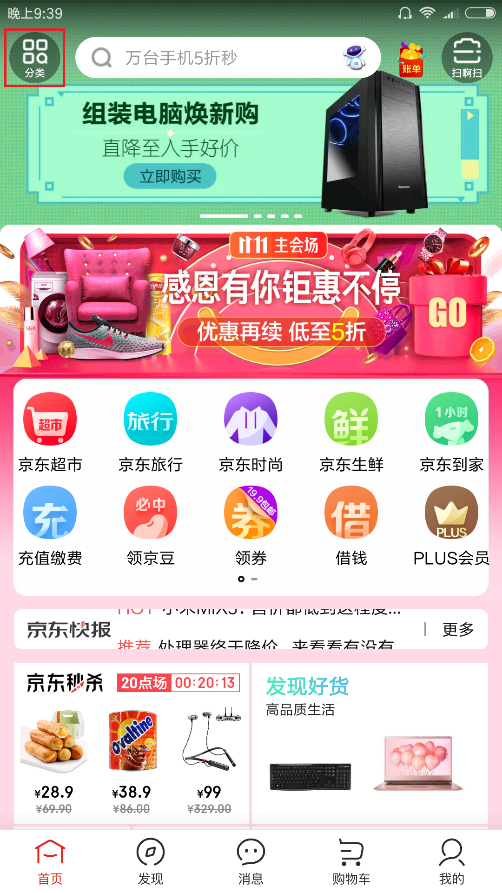 晚上9:39
分类
万台手机5折秒
账单
扫啊扫
组装电脑焕新购
直降至入手好价
立即购买
11.11 主会场
感恩有你钜惠不停
优惠再续 低至5折
GO
超市
旅行
鲜
1小时
京东超市 京东旅行 京东时尚 京东生鲜 京东到家
充
必中
券
19.9包邮
借
PLUS
充值缴费 领京豆 领券 借钱 PLUS会员
京东快报
HOT 小米MIX3：售价都低到这程度...
推荐 处理器终于降价，来看看有没有
更多
京东秒杀 20点场 00:20:13
Ovaltine
¥28.9 ¥38.9 ¥99
¥69.90 ¥86.00 ¥329.00
发现好货
高品质生活
首页 发现 消息 购物车 我的